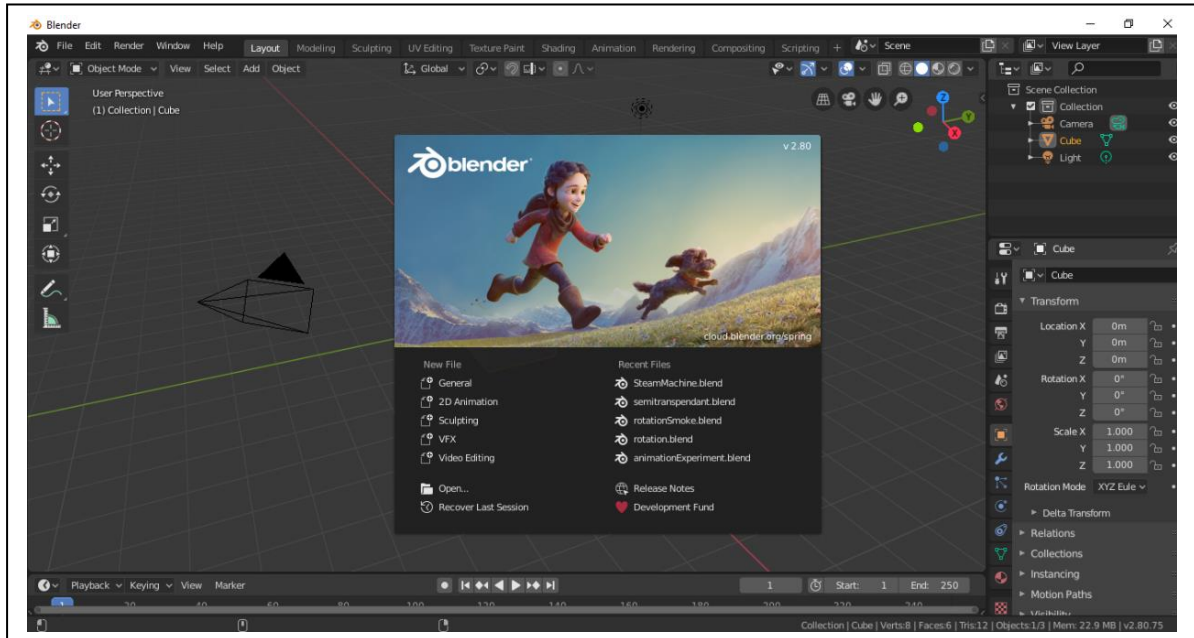 Blender
File Edit Render Window Help Layout Modeling Sculpting UV Editing Texture Paint Shading Animation Rendering Compositing Scripting + Scene View Layer
Object Mode View Select Add Object Global
User Perspective
(1) Collection | Cube
blender
v 2.80
cloud.blender.org/spring
New File
General
2D Animation
Sculpting
VFX
Video Editing
Open...
Recover Last Session
Recent Files
SteamMachine.blend
semitranspendant.blend
rotationSmoke.blend
rotation.blend
animationExperiment.blend
Release Notes
Development Fund
Z
Y
X
Scene Collection
Collection
Camera
Cube
Light
Cube
Cube
Transform
Location X 0m
Y 0m
Z 0m
Rotation X 0°
Y 0°
Z 0°
Scale X 1.000
Y 1.000
Z 1.000
Rotation Mode XYZ Eule
Delta Transform
Relations
Collections
Instancing
Motion Paths
Visibility
Playback Keying View Marker 1 Start: 1 End: 250
1 20 40 60 80 100 120 140 160 180 200 220 240
Collection | Cube | Verts:8 | Faces:6 | Tris:12 | Objects:1/3 | Mem: 22.9 MB | v2.80.75